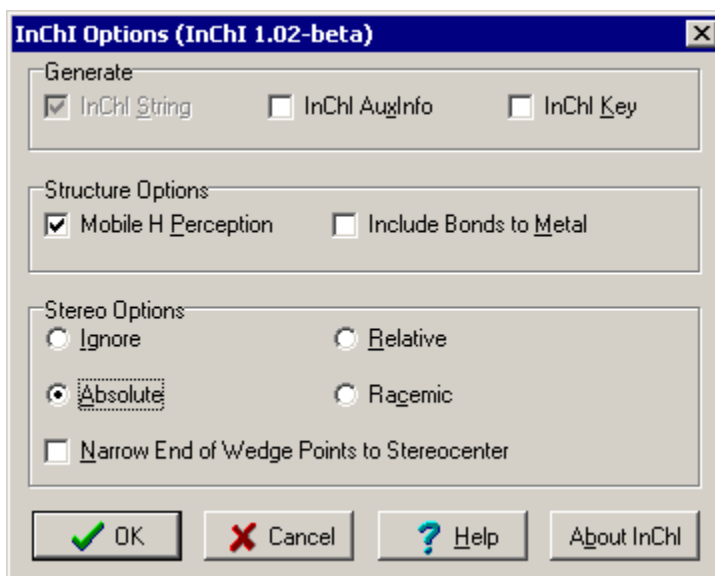 InChI Options (InChI 1.02-beta)
Generate
InChI String InChI AuxInfo InChI Key
Structure Options
Mobile H Perception Include Bonds to Metal
Stereo Options
Ignore Relative
Absolute Racemic
Narrow End of Wedge Points to Stereocenter
OK Cancel Help About InChI